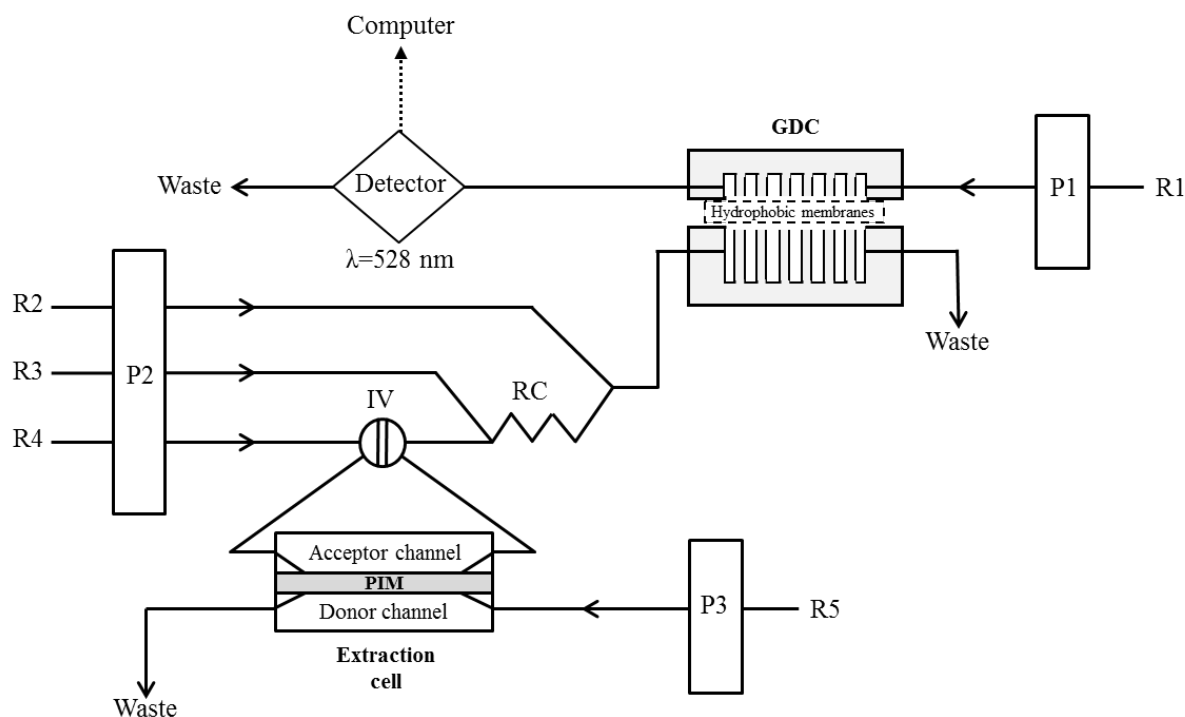 Computer
GDC
Waste
Detector
P1
R1
Hydrophobic membranes
λ=528 nm
R2
Waste
R3
P2
RC
IV
R4
Acceptor channel
PIM
Donor channel
P3
R5
Extraction
cell
Waste